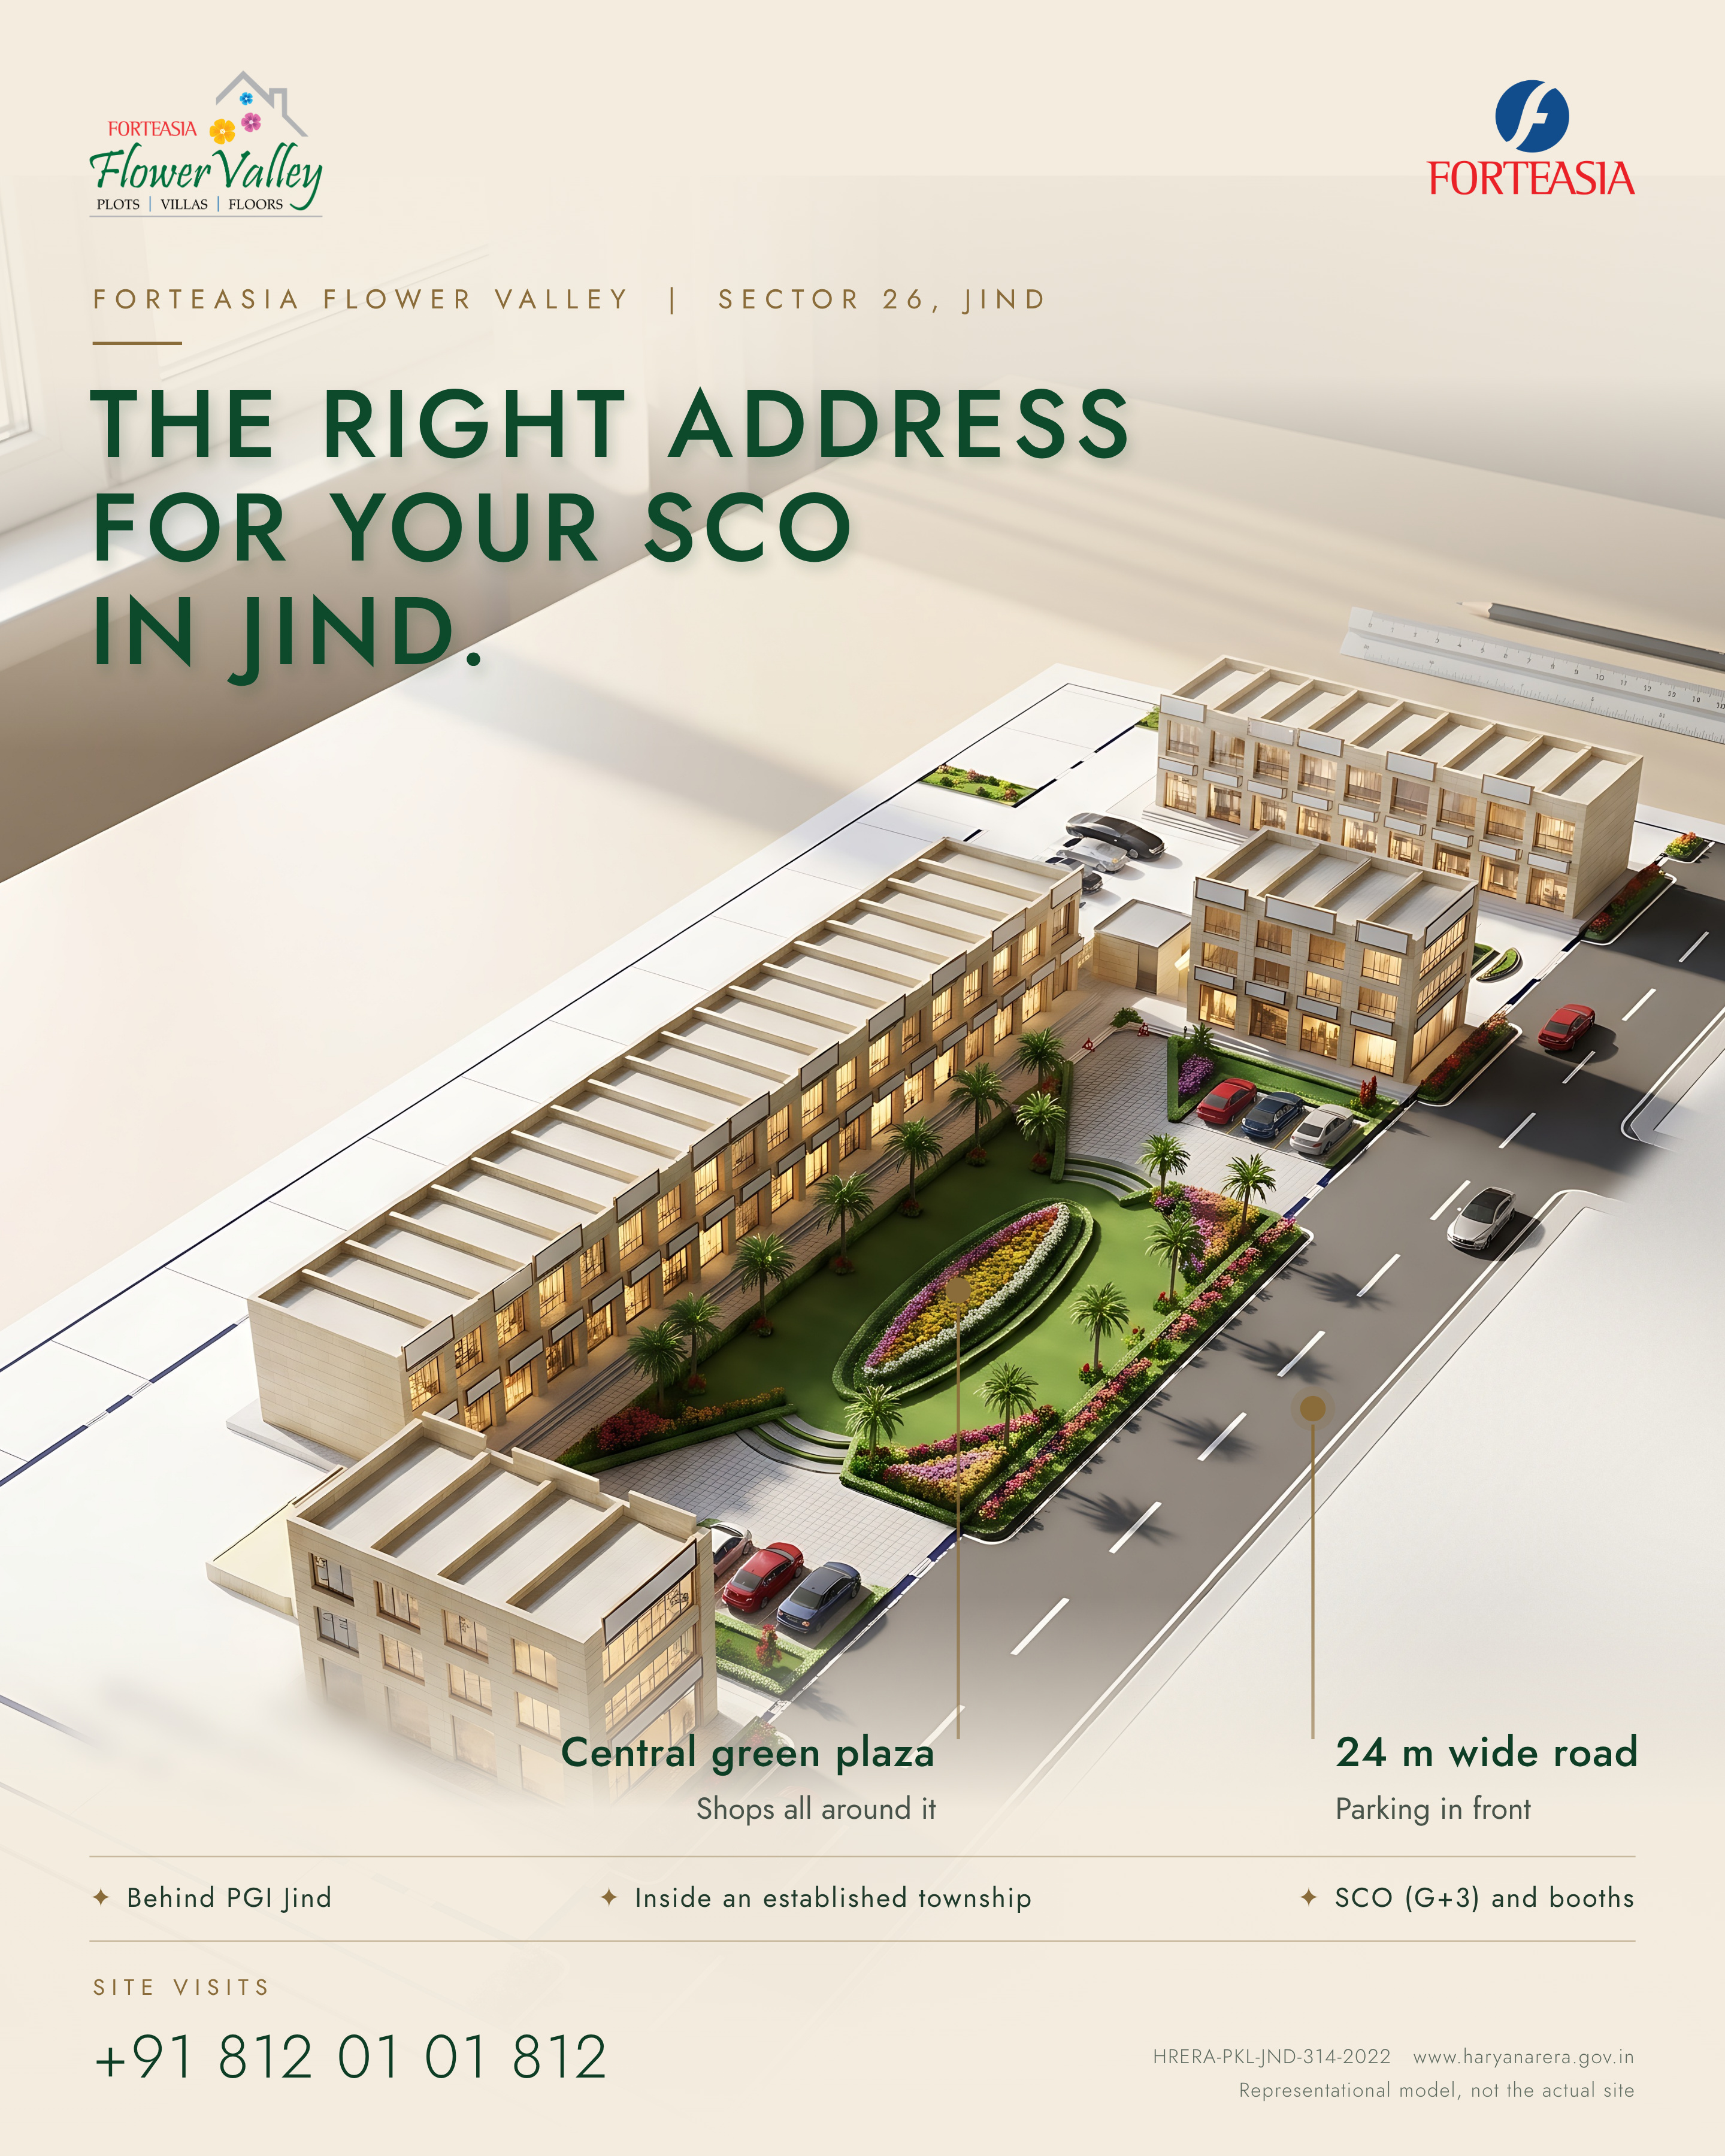 FORTEASIA
Flower Valley
PLOTS | VILLAS | FLOORS
FORTEASIA
FORTEASIA FLOWER VALLEY | SECTOR 26, JIND
THE RIGHT ADDRESS
FOR YOUR SCO
IN JIND.
Central green plaza
Shops all around it
24 m wide road
Parking in front
✦ Behind PGI Jind
✦ Inside an established township
✦ SCO (G+3) and booths
SITE VISITS
+91 812 01 01 812
HRERA-PKL-JND-314-2022 www.haryanarera.gov.in
Representational model, not the actual site